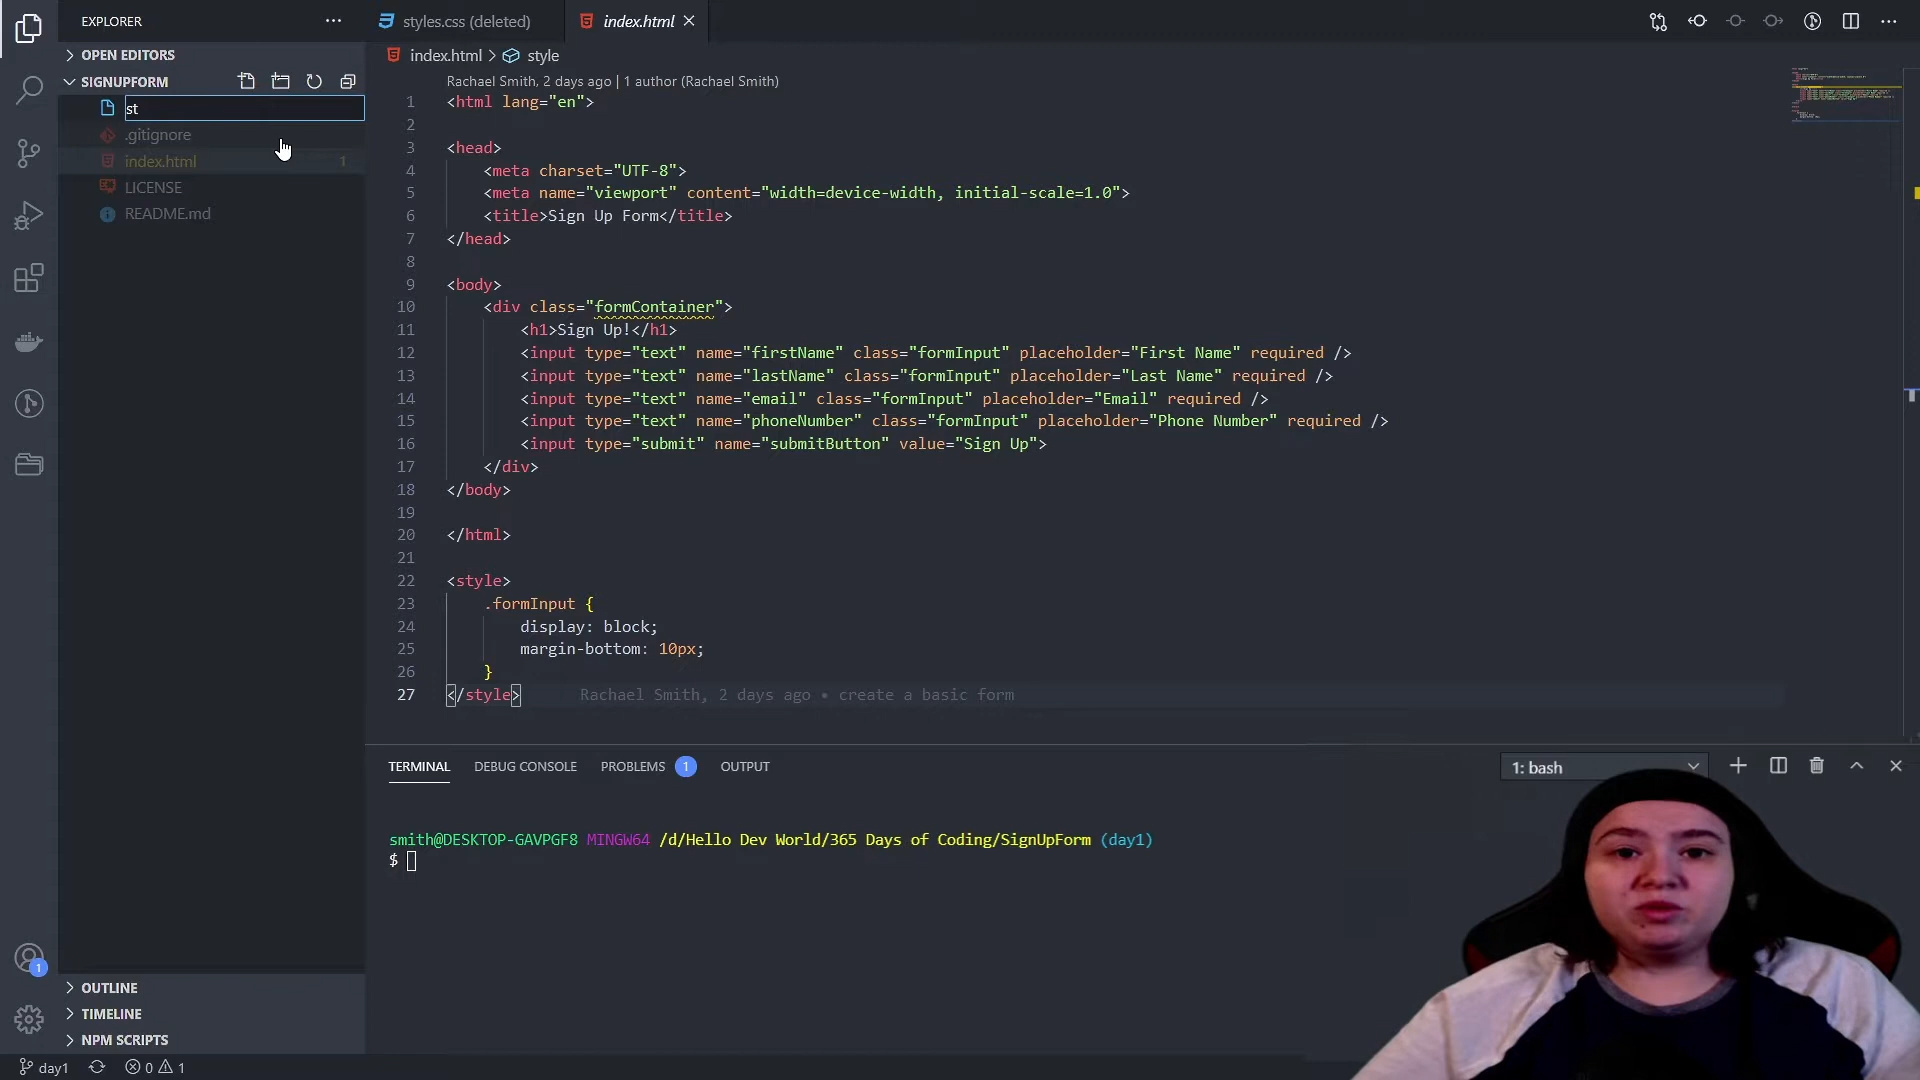 EXPLORER
styles.css (deleted)
index.html
OPEN EDITORS
index.html > style
SIGNUPFORM
Rachael Smith, 2 days ago | 1 author (Rachael Smith)
st
.gitignore
index.html 1
LICENSE
README.md
1 <html lang="en">
2
3 <head>
4 <meta charset="UTF-8">
5 <meta name="viewport" content="width=device-width, initial-scale=1.0">
6 <title>Sign Up Form</title>
7 </head>
8
9 <body>
10 <div class="formContainer">
11 <h1>Sign Up!</h1>
12 <input type="text" name="firstName" class="formInput" placeholder="First Name" required />
13 <input type="text" name="lastName" class="formInput" placeholder="Last Name" required />
14 <input type="text" name="email" class="formInput" placeholder="Email" required />
15 <input type="text" name="phoneNumber" class="formInput" placeholder="Phone Number" required />
16 <input type="submit" name="submitButton" value="Sign Up">
17 </div>
18 </body>
19
20 </html>
21
22 <style>
23 .formInput {
24 display: block;
25 margin-bottom: 10px;
26 }
27 </style> Rachael Smith, 2 days ago • create a basic form
TERMINAL DEBUG CONSOLE PROBLEMS 1 OUTPUT
1: bash
smith@DESKTOP-GAVPGF8 MINGW64 /d/Hello Dev World/365 Days of Coding/SignUpForm (day1)
$
1
OUTLINE
TIMELINE
NPM SCRIPTS
day1 0 1